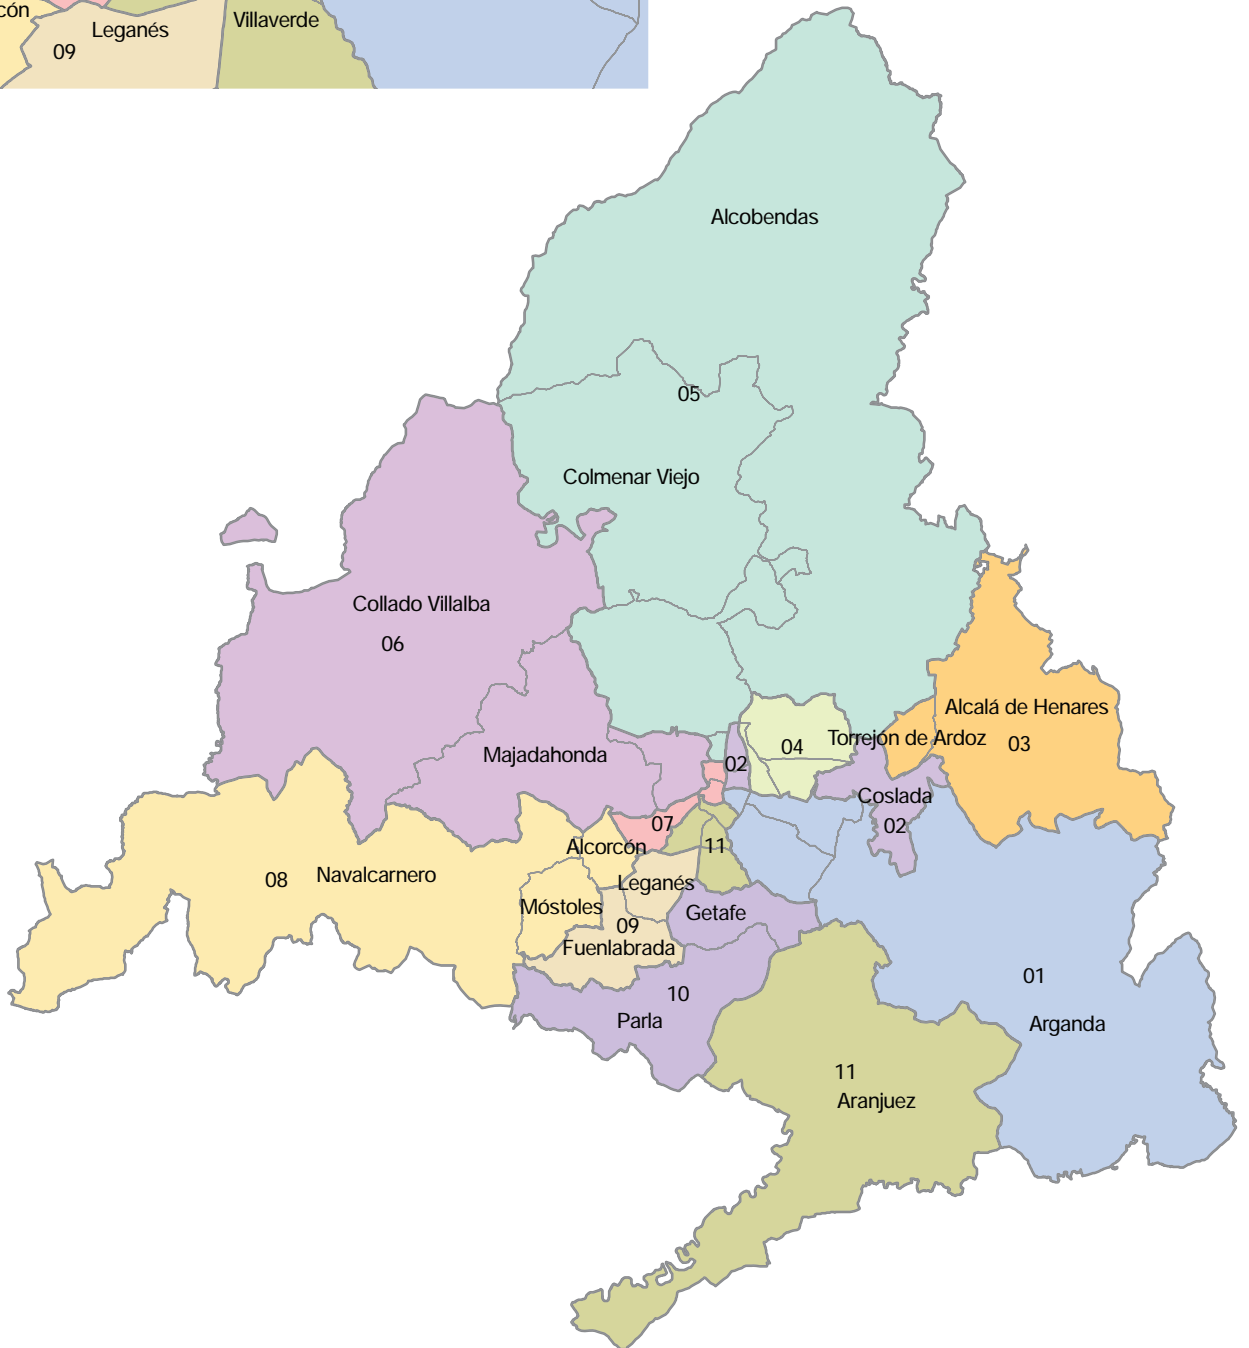 cón
Leganés
Villaverde
09
Alcobendas
05
Colmenar Viejo
Collado Villalba
06
Alcalá de Henares
Torrejón de Ardoz
03
04
Majadahonda
02
Coslada
02
07
11
Alcorcón
08
Navalcarnero
Leganés
Móstoles
Getafe
09
Fuenlabrada
01
10
Parla
Arganda
11
Aranjuez